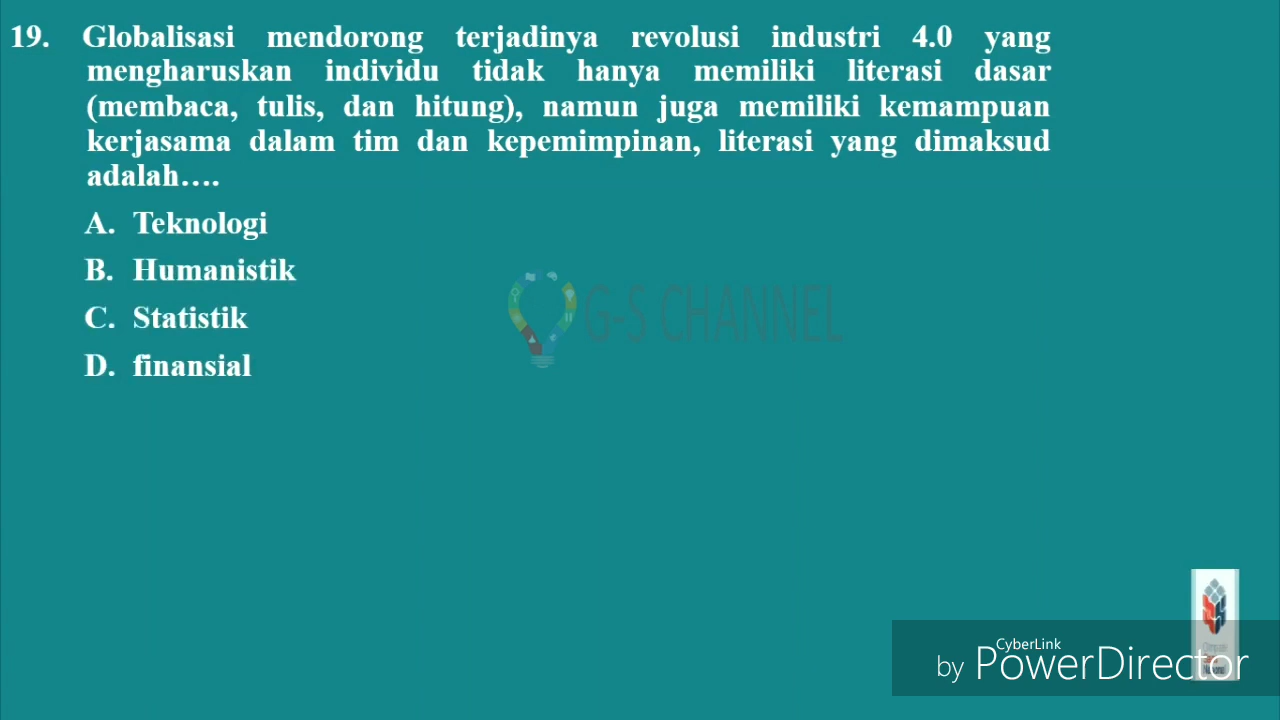 19. Globalisasi mendorong terjadinya revolusi industri 4.0 yang
mengharuskan individu tidak hanya memiliki literasi dasar
(membaca, tulis, dan hitung), namun juga memiliki kemampuan
kerjasama dalam tim dan kepemimpinan, literasi yang dimaksud
adalah….
A. Teknologi
B. Humanistik
C. Statistik
D. finansial
G-S CHANNEL
CyberLink
by PowerDirector